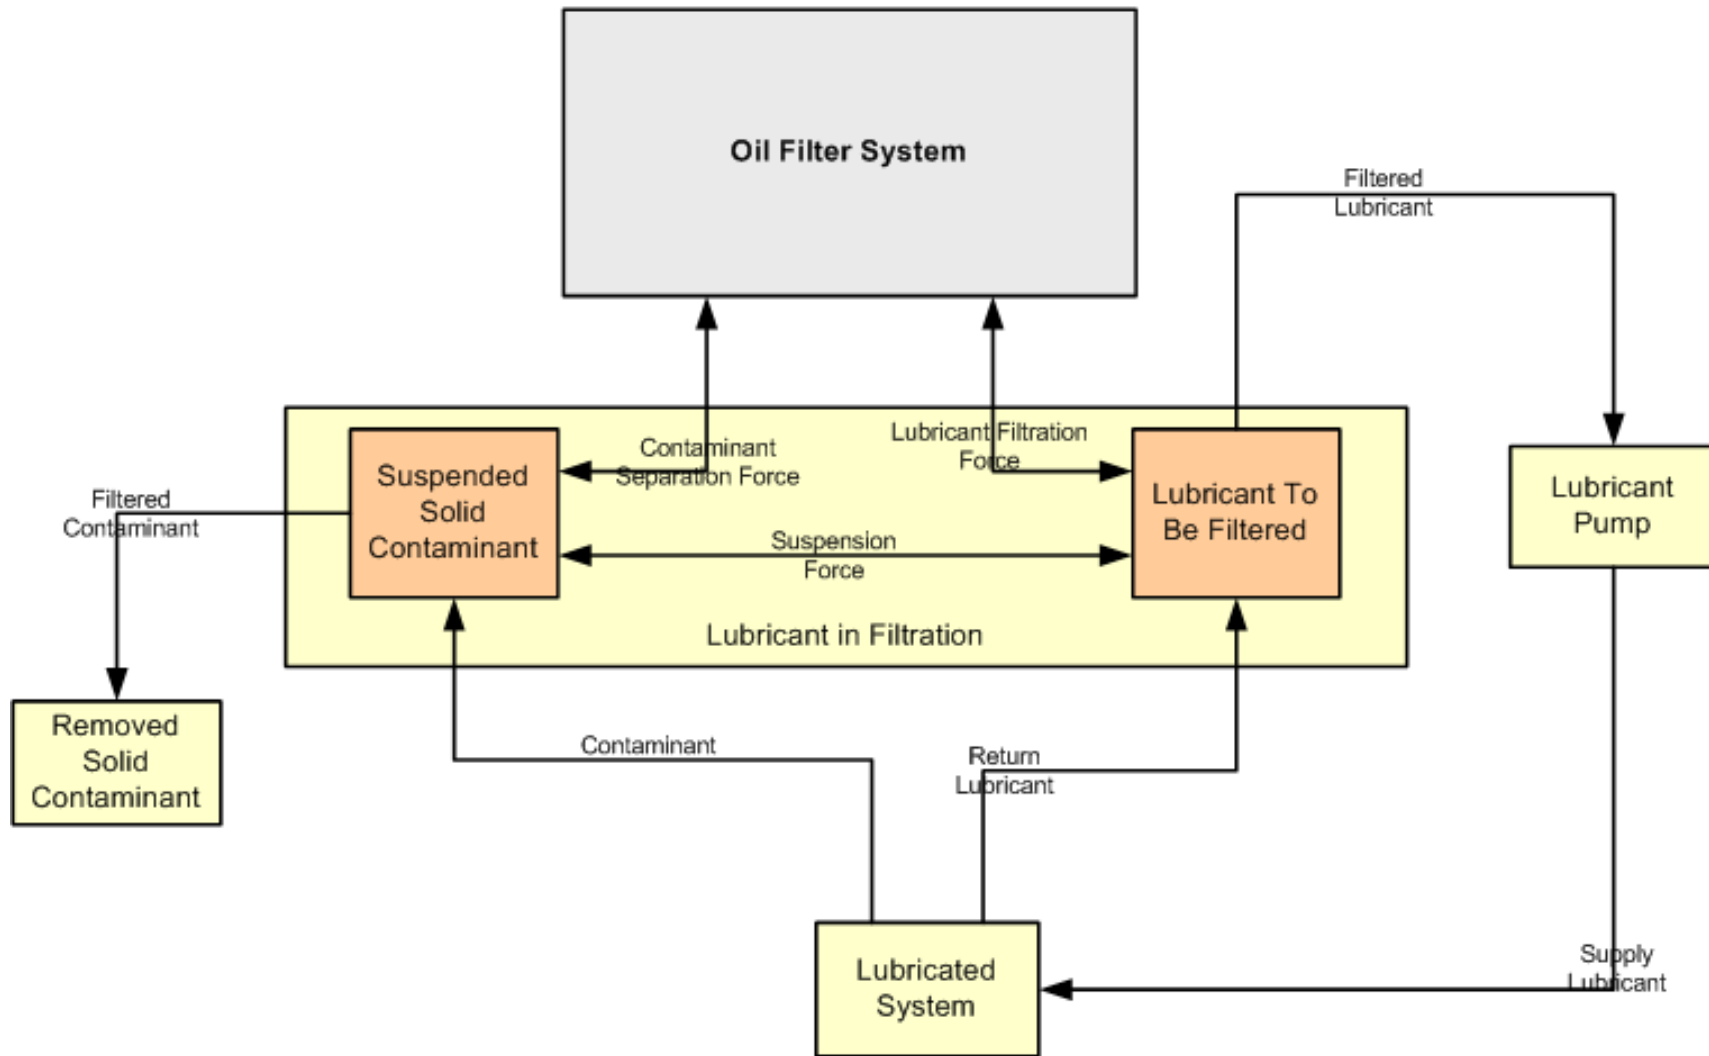 Oil Filter System
Filtered
Lubricant
Contaminant
Separation Force
Lubricant Filtration
Force
Suspended
Solid
Contaminant
Lubricant To
Be Filtered
Lubricant
Pump
Filtered
Contaminant
Suspension
Force
Lubricant in Filtration
Removed
Solid
Contaminant
Contaminant
Return
Lubricant
Lubricated
System
Supply
Lubricant